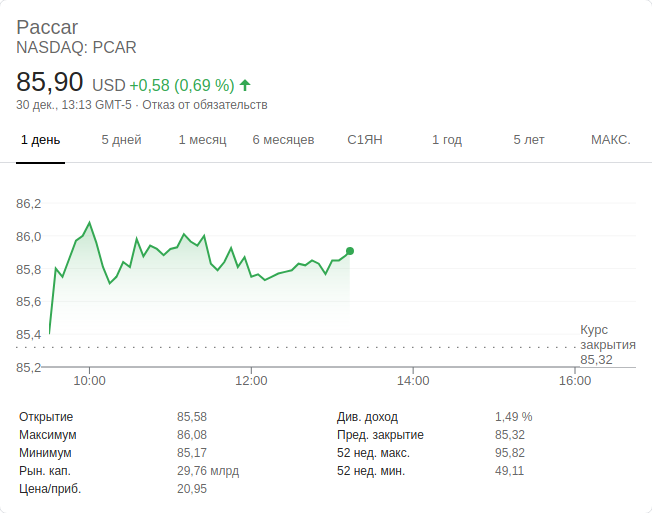 Paccar
NASDAQ: PCAR
85,90 USD +0,58 (0,69 %)
30 дек., 13:13 GMT-5 · Отказ от обязательств
1 день 5 дней 1 месяц 6 месяцев С1ЯН 1 год 5 лет МАКС.
86,2
86,0
85,8
85,6
85,4
85,2
Курс
закрытия
85,32
10:00 12:00 14:00 16:00
Открытие 85,58
Максимум 86,08
Минимум 85,17
Рын. кап. 29,76 млрд
Цена/приб. 20,95
Див. доход 1,49 %
Пред. закрытие 85,32
52 нед. макс. 95,82
52 нед. мин. 49,11